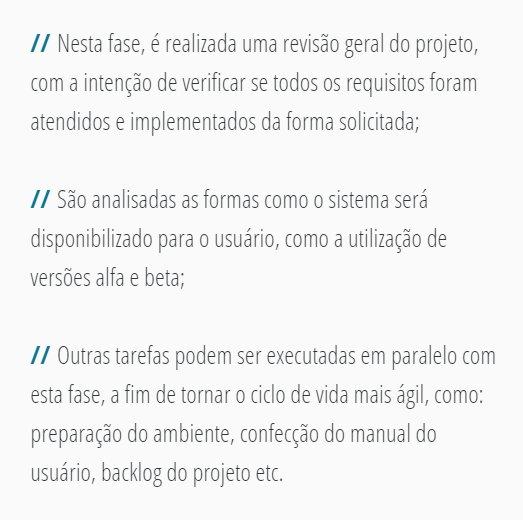 // Nesta fase, é realizada uma revisão geral do projeto,
com a intenção de verificar se todos os requisitos foram
atendidos e implementados da forma solicitada;
// São analisadas as formas como o sistema será
disponibilizado para o usuário, como a utilização de
versões alfa e beta;
// Outras tarefas podem ser executadas em paralelo com
esta fase, a fim de tornar o ciclo de vida mais ágil, como:
preparação do ambiente, confecção do manual do
usuário, backlog do projeto etc.